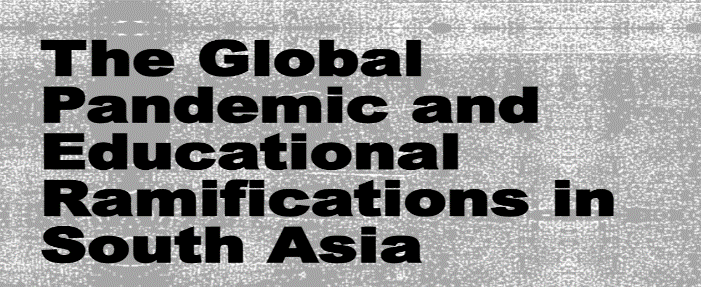 The Global
Pandemic and
Educational
Ramifications in
South Asia